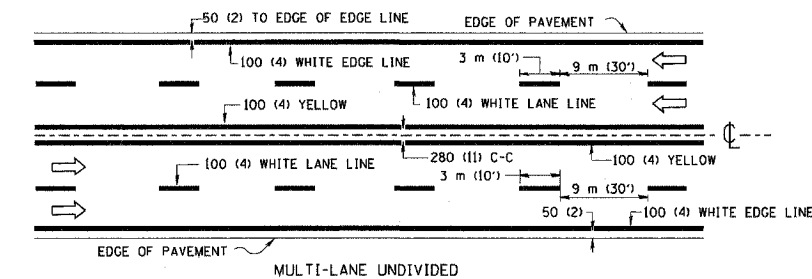 50 (2) TO EDGE OF EDGE LINE
EDGE OF PAVEMENT
100 (4) WHITE EDGE LINE
3 m (10')
9 m (30')
100 (4) YELLOW
100 (4) WHITE LANE LINE
100 (4) WHITE LANE LINE
280 (11) C-C
100 (4) YELLOW
3 m (10')
9 m (30')
50 (2)
100 (4) WHITE EDGE LINE
EDGE OF PAVEMENT
MULTI-LANE UNDIVIDED